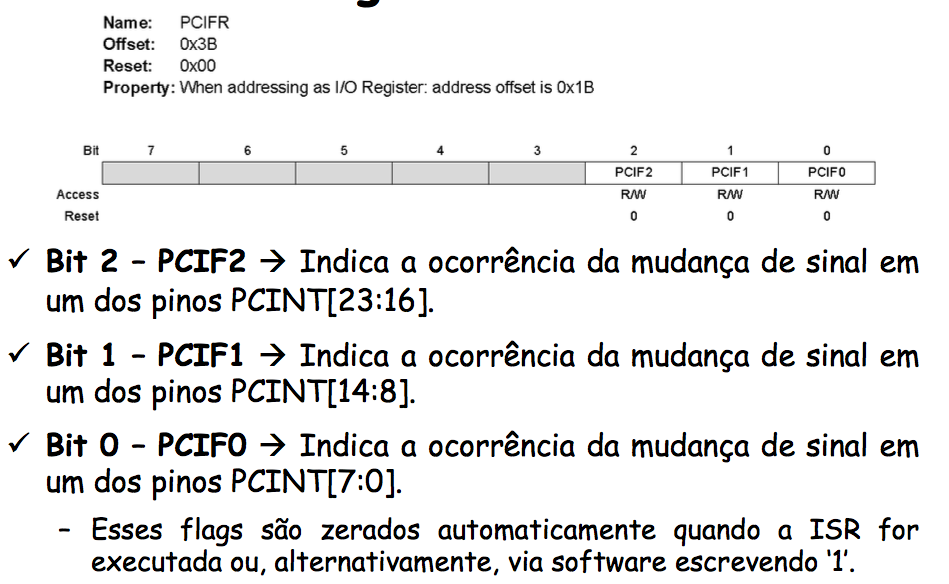 Name: PCIFR
Offset: 0x3B
Reset: 0x00
Property: When addressing as I/O Register: address offset is 0x1B
Bit 7 6 5 4 3 2 1 0
PCIF2 PCIF1 PCIF0
Access R/W R/W R/W
Reset 0 0 0
✓ Bit 2 – PCIF2 → Indica a ocorrência da mudança de sinal em
um dos pinos PCINT[23:16].
✓ Bit 1 – PCIF1 → Indica a ocorrência da mudança de sinal em
um dos pinos PCINT[14:8].
✓ Bit 0 – PCIF0 → Indica a ocorrência da mudança de sinal em
um dos pinos PCINT[7:0].
– Esses flags são zerados automaticamente quando a ISR for
executada ou, alternativamente, via software escrevendo ‘1’.